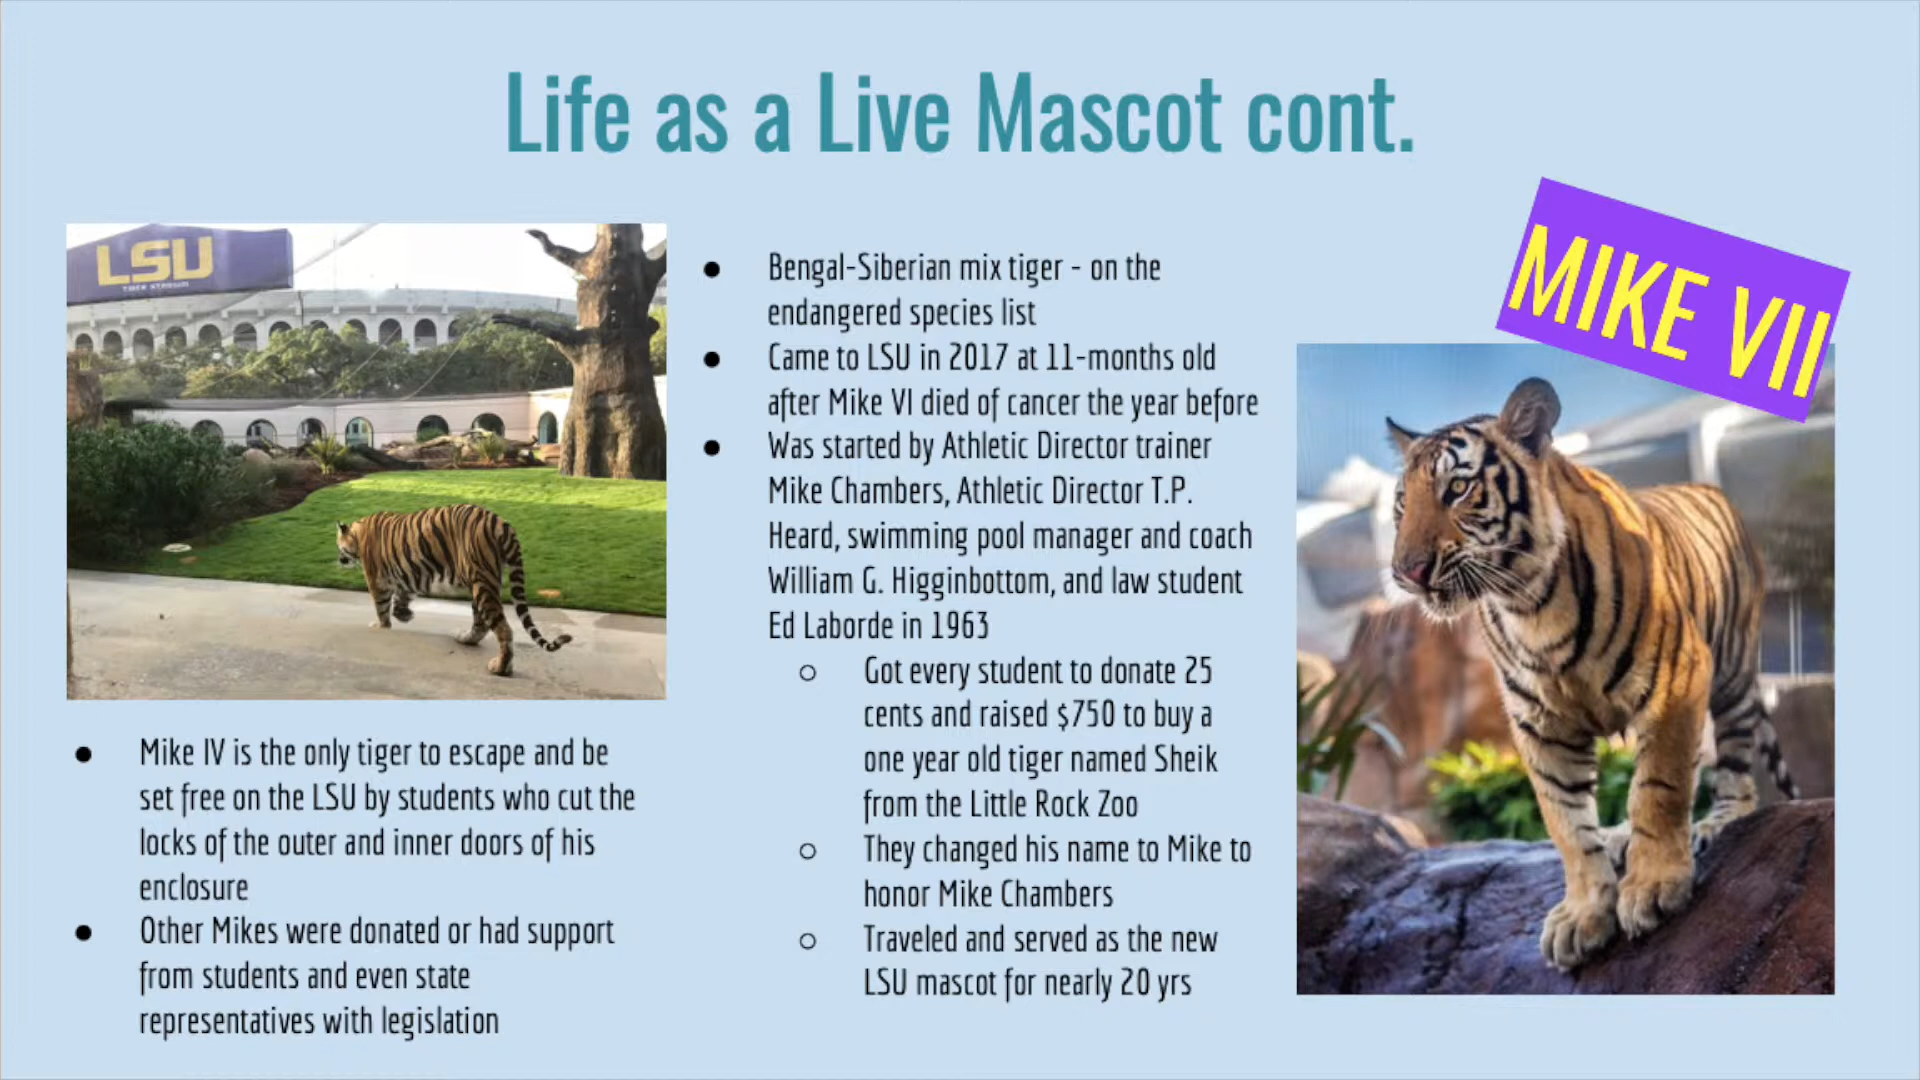 Life as a Live Mascot cont.
LSU
TIGER STADIUM
Mike IV is the only tiger to escape and be
set free on the LSU by students who cut the
locks of the outer and inner doors of his
enclosure
Other Mikes were donated or had support
from students and even state
representatives with legislation
Bengal-Siberian mix tiger - on the
endangered species list
Came to LSU in 2017 at 11-months old
after Mike VI died of cancer the year before
Was started by Athletic Director trainer
Mike Chambers, Athletic Director T.P.
Heard, swimming pool manager and coach
William G. Higginbottom, and law student
Ed Laborde in 1963
Got every student to donate 25
cents and raised $750 to buy a
one year old tiger named Sheik
from the Little Rock Zoo
They changed his name to Mike to
honor Mike Chambers
Traveled and served as the new
LSU mascot for nearly 20 yrs
MIKE VII